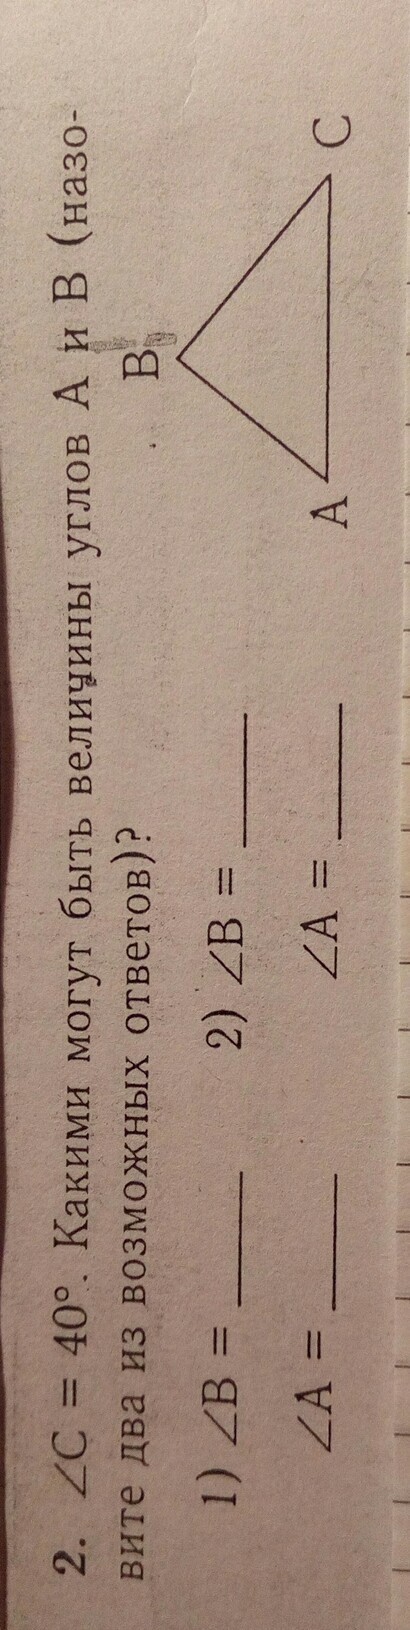 2. ∠C = 40°. Какими могут быть величины углов A и B (назо-
вите два из возможных ответов)?
1) ∠B = ____ 2) ∠B = ____
∠A = ____ ∠A = ____
B
A
C